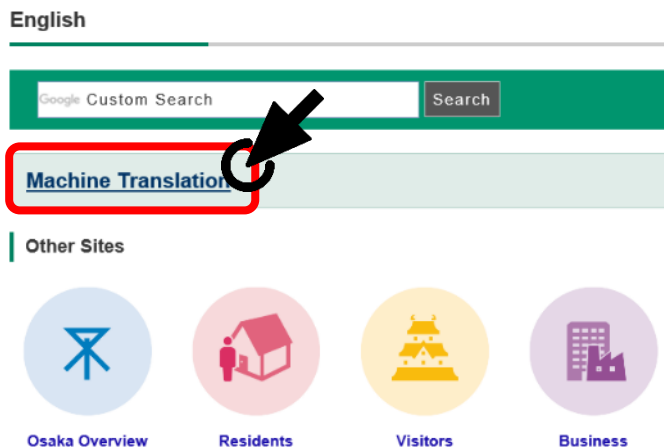 English
Google Custom Search
Search
Machine Translation
Other Sites
Osaka Overview
Residents
Visitors
Business